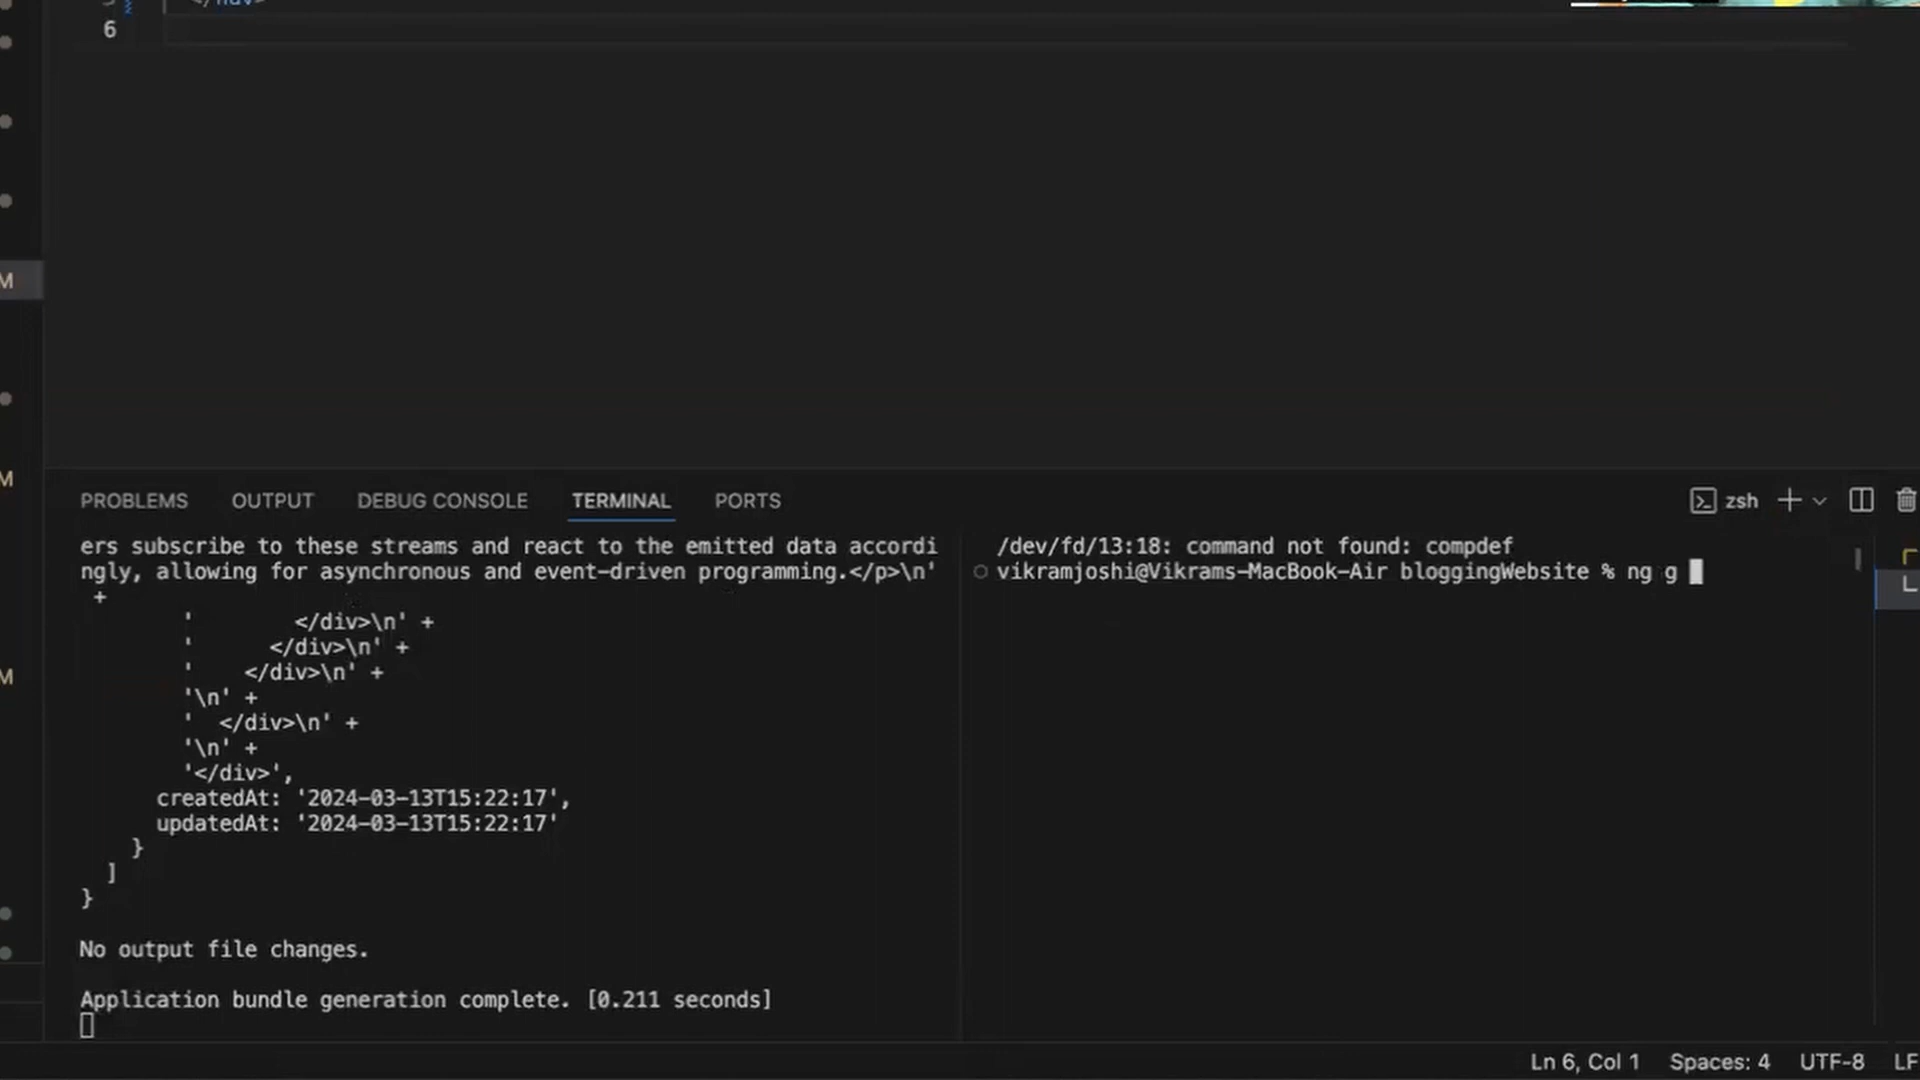 </nav>
6
M
M
M
PROBLEMS OUTPUT DEBUG CONSOLE TERMINAL PORTS
zsh
ers subscribe to these streams and react to the emitted data accordi
ngly, allowing for asynchronous and event-driven programming.</p>\n'
+
' </div>\n' +
' </div>\n' +
' </div>\n' +
'\n' +
' </div>\n' +
'\n' +
'</div>',
createdAt: '2024-03-13T15:22:17',
updatedAt: '2024-03-13T15:22:17'
}
]
}
No output file changes.
Application bundle generation complete. [0.211 seconds]
/dev/fd/13:18: command not found: compdef
vikramjoshi@Vikrams-MacBook-Air bloggingWebsite % ng g
Ln 6, Col 1 Spaces: 4 UTF-8 LF